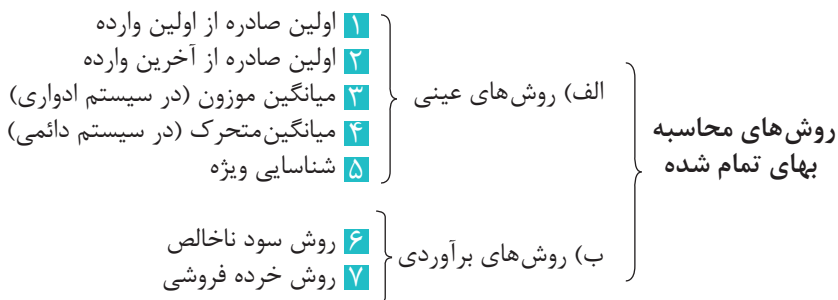 روش‌های محاسبه
بهای تمام شده
الف) روش‌های عینی
۱ اولین صادره از اولین وارده
۲ اولین صادره از آخرین وارده
۳ میانگین موزون (در سیستم ادواری)
۴ میانگین‌متحرک (در سیستم دائمی)
۵ شناسایی ویژه
ب) روش‌های برآوردی
۶ روش سود ناخالص
۷ روش خرده فروشی